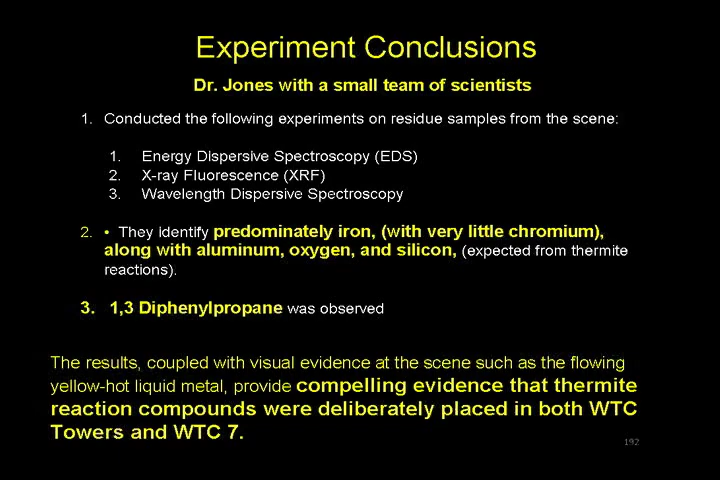 Experiment Conclusions
Dr. Jones with a small team of scientists
1. Conducted the following experiments on residue samples from the scene:
1. Energy Dispersive Spectroscopy (EDS)
2. X-ray Fluorescence (XRF)
3. Wavelength Dispersive Spectroscopy
2. • They identify predominately iron, (with very little chromium),
along with aluminum, oxygen, and silicon, (expected from thermite
reactions).
3. 1,3 Diphenylpropane was observed
The results, coupled with visual evidence at the scene such as the flowing
yellow-hot liquid metal, provide compelling evidence that thermite
reaction compounds were deliberately placed in both WTC
Towers and WTC 7.
192